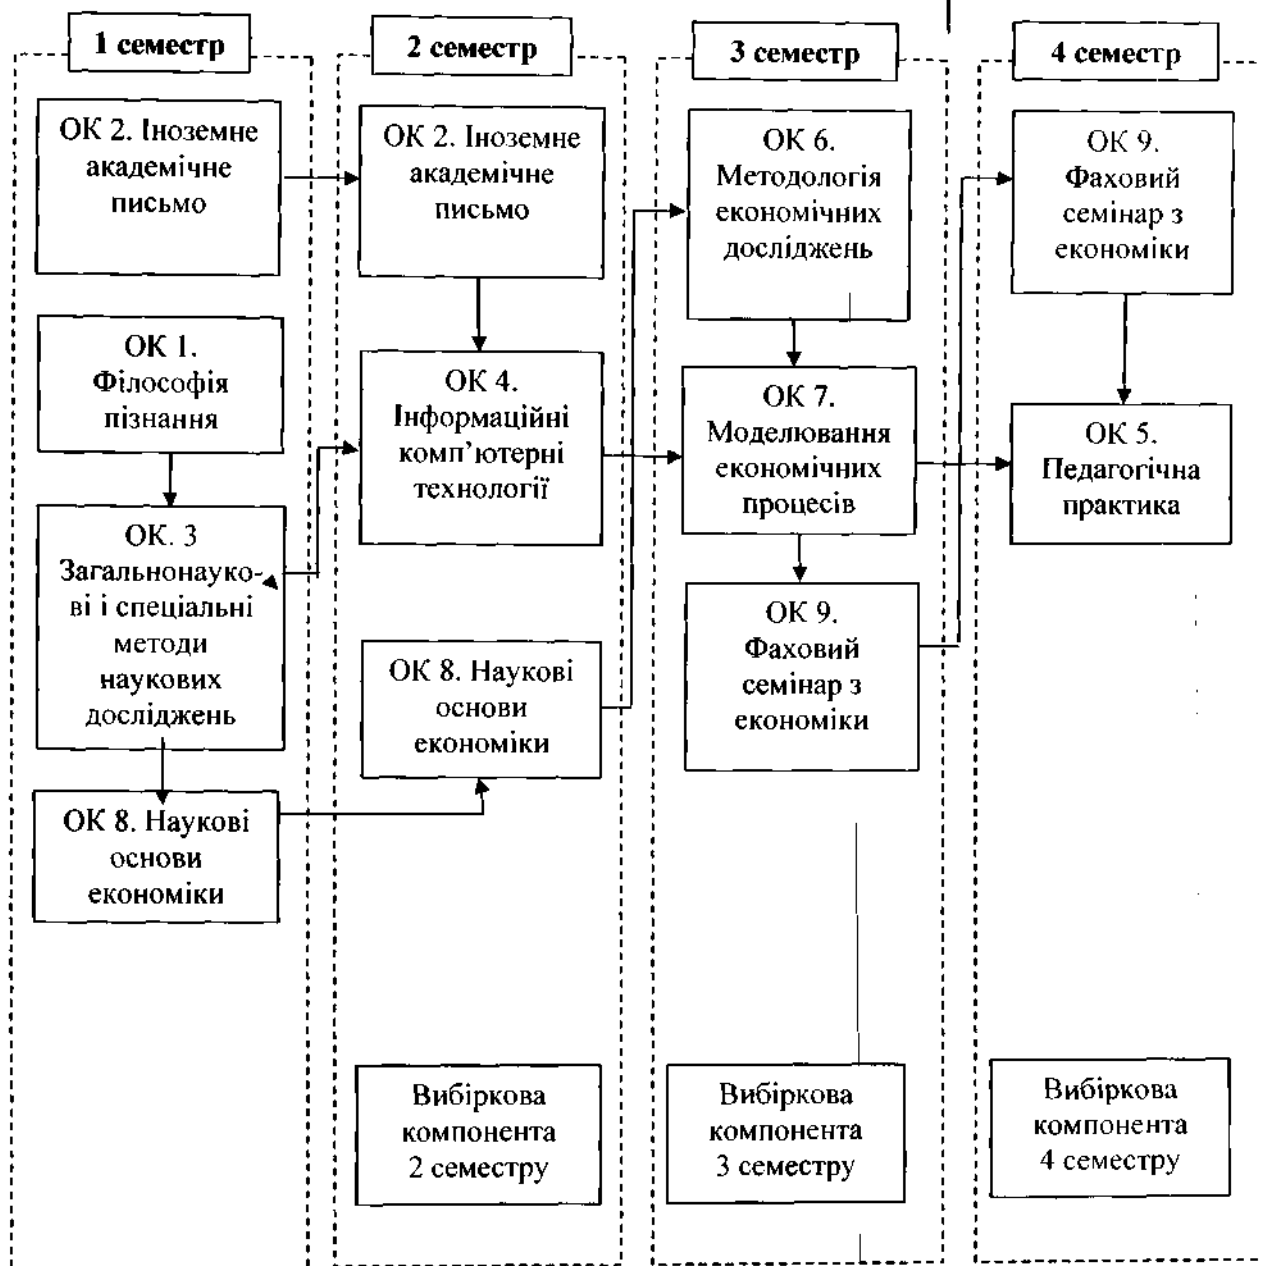 1 семестр
ОК 2. Іноземне
академічне
письмо
ОК 1.
Філософія
пізнання
ОК. 3
Загальнонауко-
ві і спеціальні
методи
наукових
досліджень
ОК 8. Наукові
основи
економіки
2 семестр
ОК 2. Іноземне
академічне
письмо
ОК 4.
Інформаційні
комп’ютерні
технології
ОК 8. Наукові
основи
економіки
Вибіркова
компонента
2 семестру
3 семестр
ОК 6.
Методологія
економічних
досліджень
ОК 7.
Моделювання
економічних
процесів
ОК 9.
Фаховий
семінар з
економіки
Вибіркова
компонента
3 семестру
4 семестр
ОК 9.
Фаховий
семінар з
економіки
ОК 5.
Педагогічна
практика
Вибіркова
компонента
4 семестру